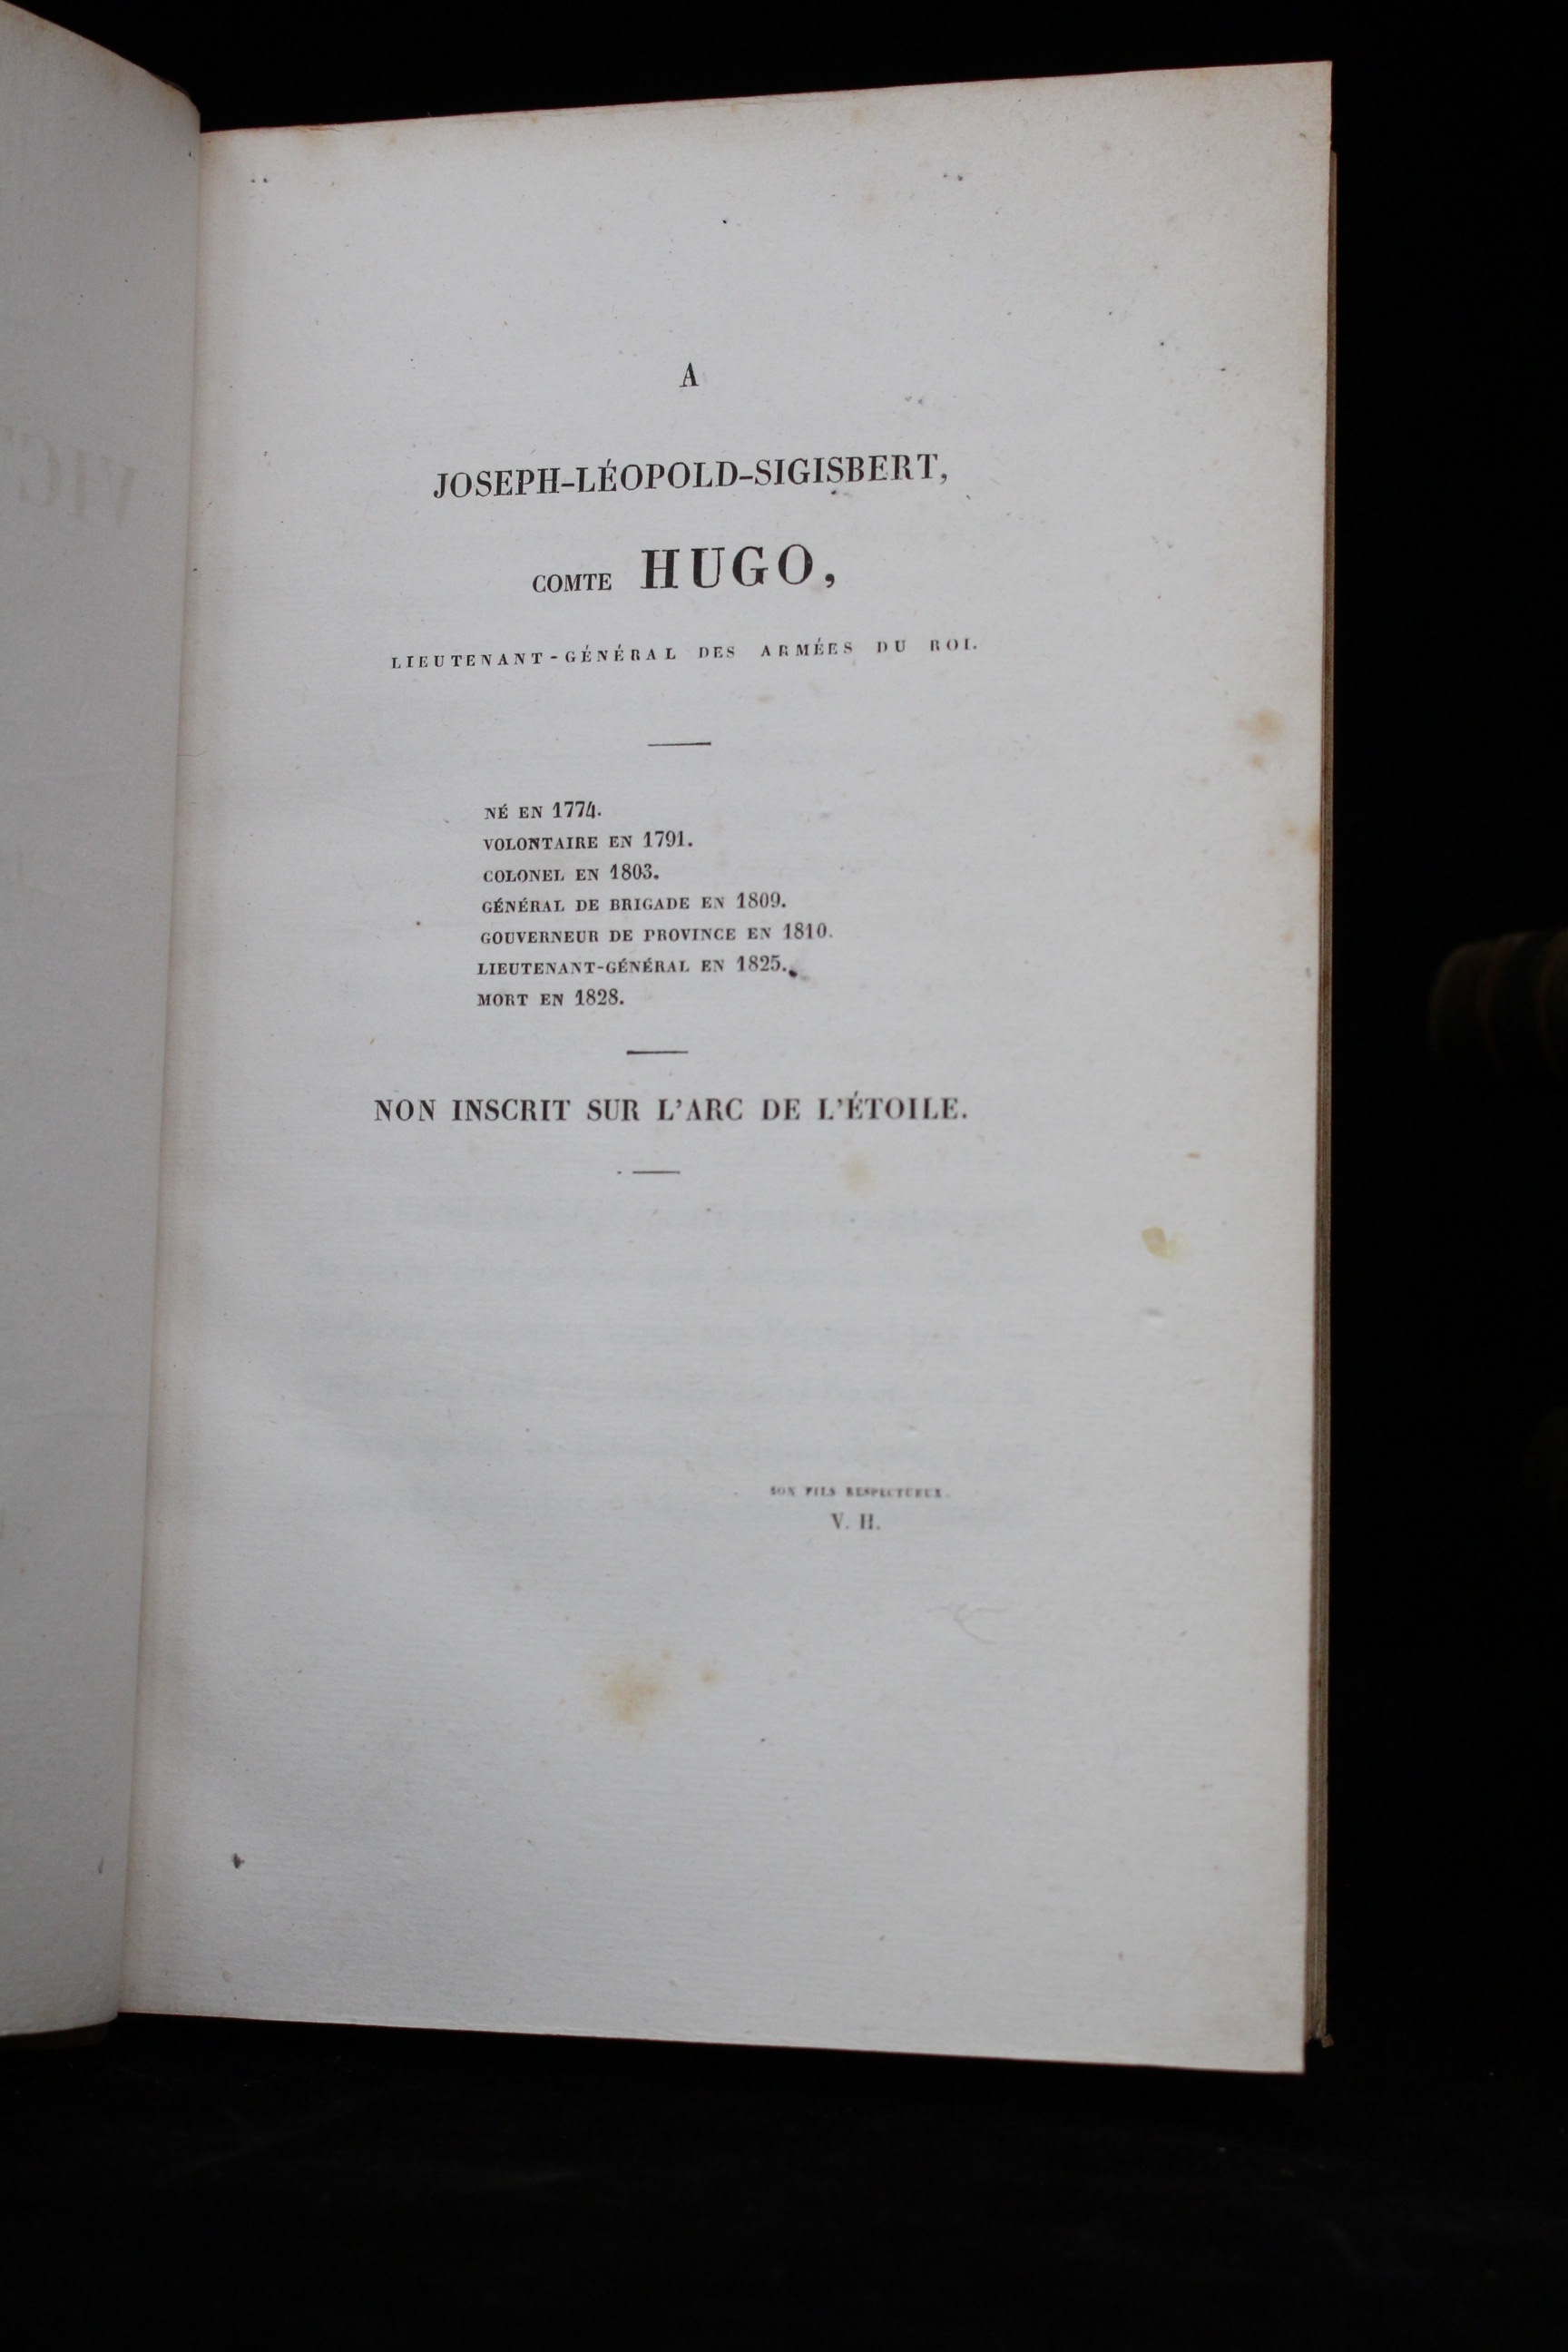 A
JOSEPH-LÉOPOLD-SIGISBERT,
COMTE HUGO,
LIEUTENANT-GÉNÉRAL DES ARMÉES DU ROI.
NÉ EN 1774.
VOLONTAIRE EN 1791.
COLONEL EN 1803.
GÉNÉRAL DE BRIGADE EN 1809.
GOUVERNEUR DE PROVINCE EN 1810.
LIEUTENANT-GÉNÉRAL EN 1825.
MORT EN 1828.
NON INSCRIT SUR L'ARC DE L'ÉTOILE.
SON FILS RESPECTUEUX.
V. H.